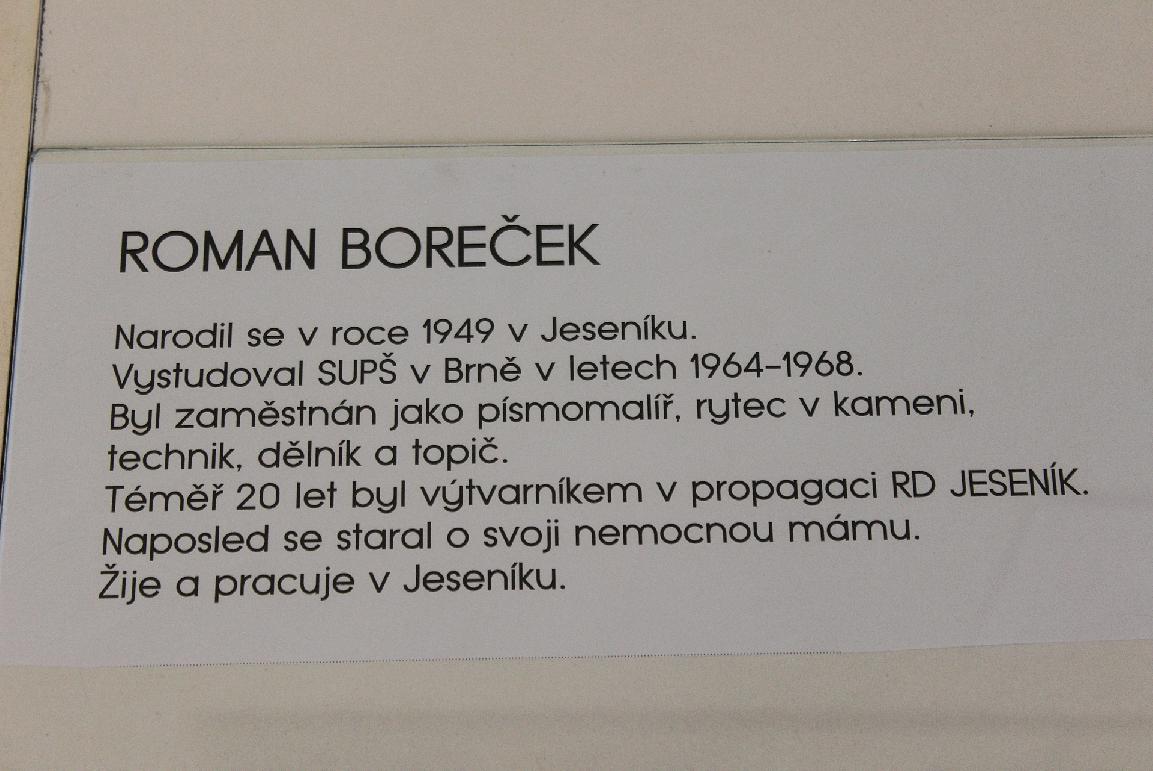 ROMAN BOREČEK
Narodil se v roce 1949 v Jeseníku.
Vystudoval SUPŠ v Brně v letech 1964-1968.
Byl zaměstnán jako písmomalíř, rytec v kameni,
technik, dělník a topič.
Téměř 20 let byl výtvarníkem v propagaci RD JESENÍK.
Naposled se staral o svoji nemocnou mámu.
Žije a pracuje v Jeseníku.